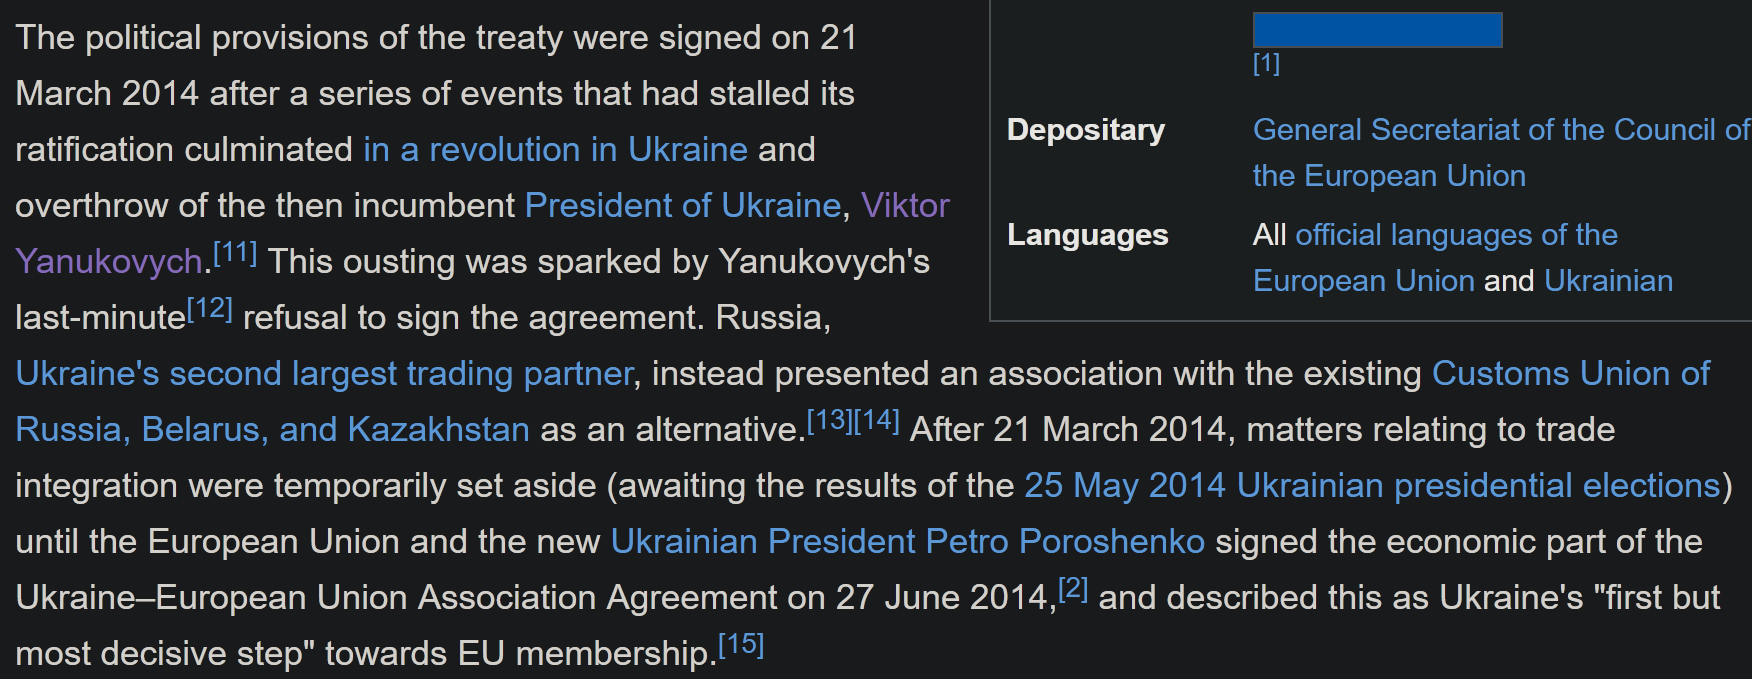 The political provisions of the treaty were signed on 21
March 2014 after a series of events that had stalled its
ratification culminated in a revolution in Ukraine and
overthrow of the then incumbent President of Ukraine, Viktor
Yanukovych.[11] This ousting was sparked by Yanukovych's
last-minute[12] refusal to sign the agreement. Russia,
Ukraine's second largest trading partner, instead presented an association with the existing Customs Union of
Russia, Belarus, and Kazakhstan as an alternative.[13][14] After 21 March 2014, matters relating to trade
integration were temporarily set aside (awaiting the results of the 25 May 2014 Ukrainian presidential elections)
until the European Union and the new Ukrainian President Petro Poroshenko signed the economic part of the
Ukraine–European Union Association Agreement on 27 June 2014,[2] and described this as Ukraine's "first but
most decisive step" towards EU membership.[15]
[1]
Depositary General Secretariat of the Council of
the European Union
Languages All official languages of the
European Union and Ukrainian